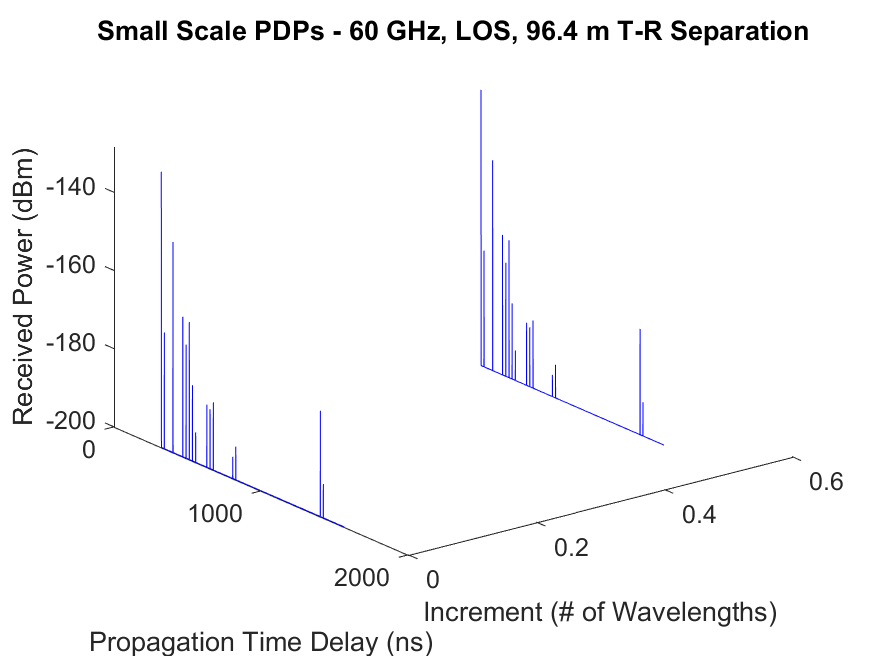 Small Scale PDPs - 60 GHz, LOS, 96.4 m T-R Separation
Received Power (dBm)
-140
-160
-180
-200
0
1000
2000
0
0.2
0.4
0.6
Increment (# of Wavelengths)
Propagation Time Delay (ns)